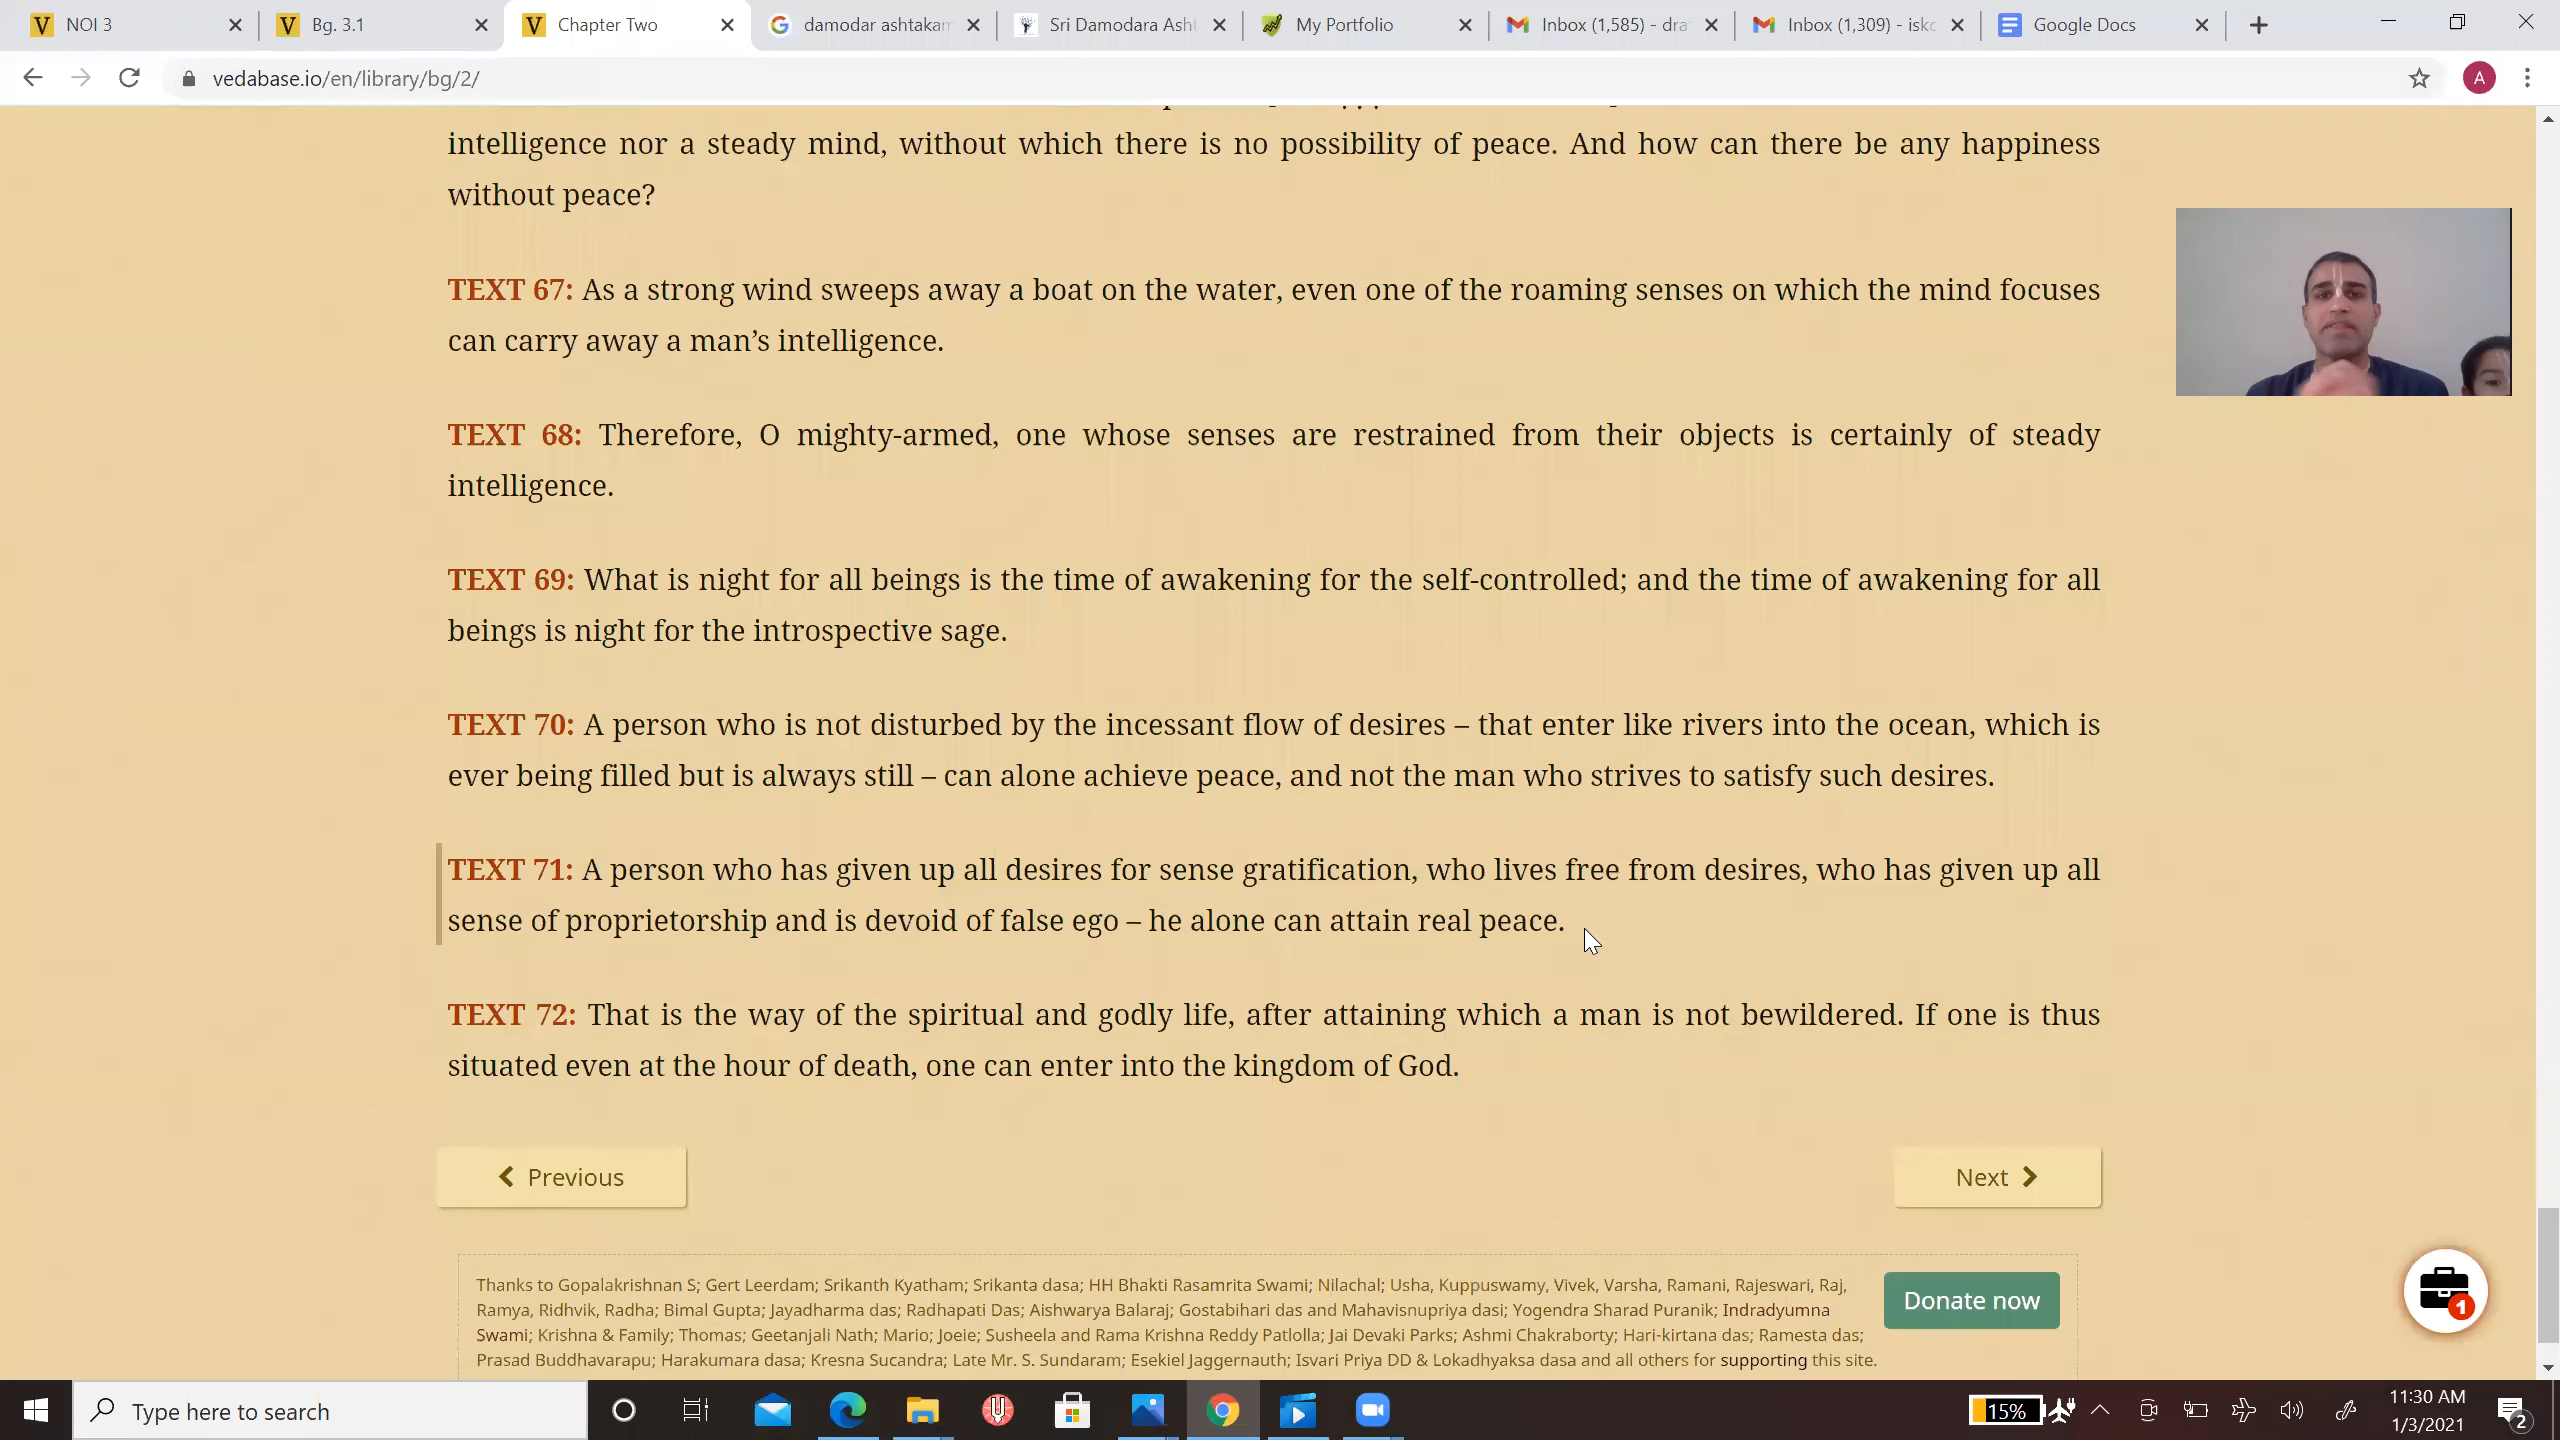 NOI 3
Bg. 3.1
Chapter Two
damodar ashtakam
Sri Damodara Asht
My Portfolio
Inbox (1,585) - dra
Inbox (1,309) - iskc
Google Docs
vedabase.io/en/library/bg/2/
A
intelligence nor a steady mind, without which there is no possibility of peace. And how can there be any happiness
without peace?
TEXT 67: As a strong wind sweeps away a boat on the water, even one of the roaming senses on which the mind focuses
can carry away a man’s intelligence.
TEXT 68: Therefore, O mighty-armed, one whose senses are restrained from their objects is certainly of steady
intelligence.
TEXT 69: What is night for all beings is the time of awakening for the self-controlled; and the time of awakening for all
beings is night for the introspective sage.
TEXT 70: A person who is not disturbed by the incessant flow of desires – that enter like rivers into the ocean, which is
ever being filled but is always still – can alone achieve peace, and not the man who strives to satisfy such desires.
TEXT 71: A person who has given up all desires for sense gratification, who lives free from desires, who has given up all
sense of proprietorship and is devoid of false ego – he alone can attain real peace.
TEXT 72: That is the way of the spiritual and godly life, after attaining which a man is not bewildered. If one is thus
situated even at the hour of death, one can enter into the kingdom of God.
Previous
Next
Thanks to Gopalakrishnan S; Gert Leerdam; Srikanth Kyatham; Srikanta dasa; HH Bhakti Rasamrita Swami; Nilachal; Usha, Kuppuswamy, Vivek, Varsha, Ramani, Rajeswari, Raj,
Ramya, Ridhvik, Radha; Bimal Gupta; Jayadharma das; Radhapati Das; Aishwarya Balaraj; Gostabihari das and Mahavisnupriya dasi; Yogendra Sharad Puranik; Indradyumna
Swami; Krishna & Family; Thomas; Geetanjali Nath; Mario; Joeie; Susheela and Rama Krishna Reddy Patlolla; Jai Devaki Parks; Ashmi Chakraborty; Hari-kirtana das; Ramesta das;
Prasad Buddhavarapu; Harakumara dasa; Kresna Sucandra; Late Mr. S. Sundaram; Esekiel Jaggernauth; Isvari Priya DD & Lokadhyaksa dasa and all others for supporting this site.
Donate now
1
Type here to search
15%
11:30 AM
1/3/2021
2